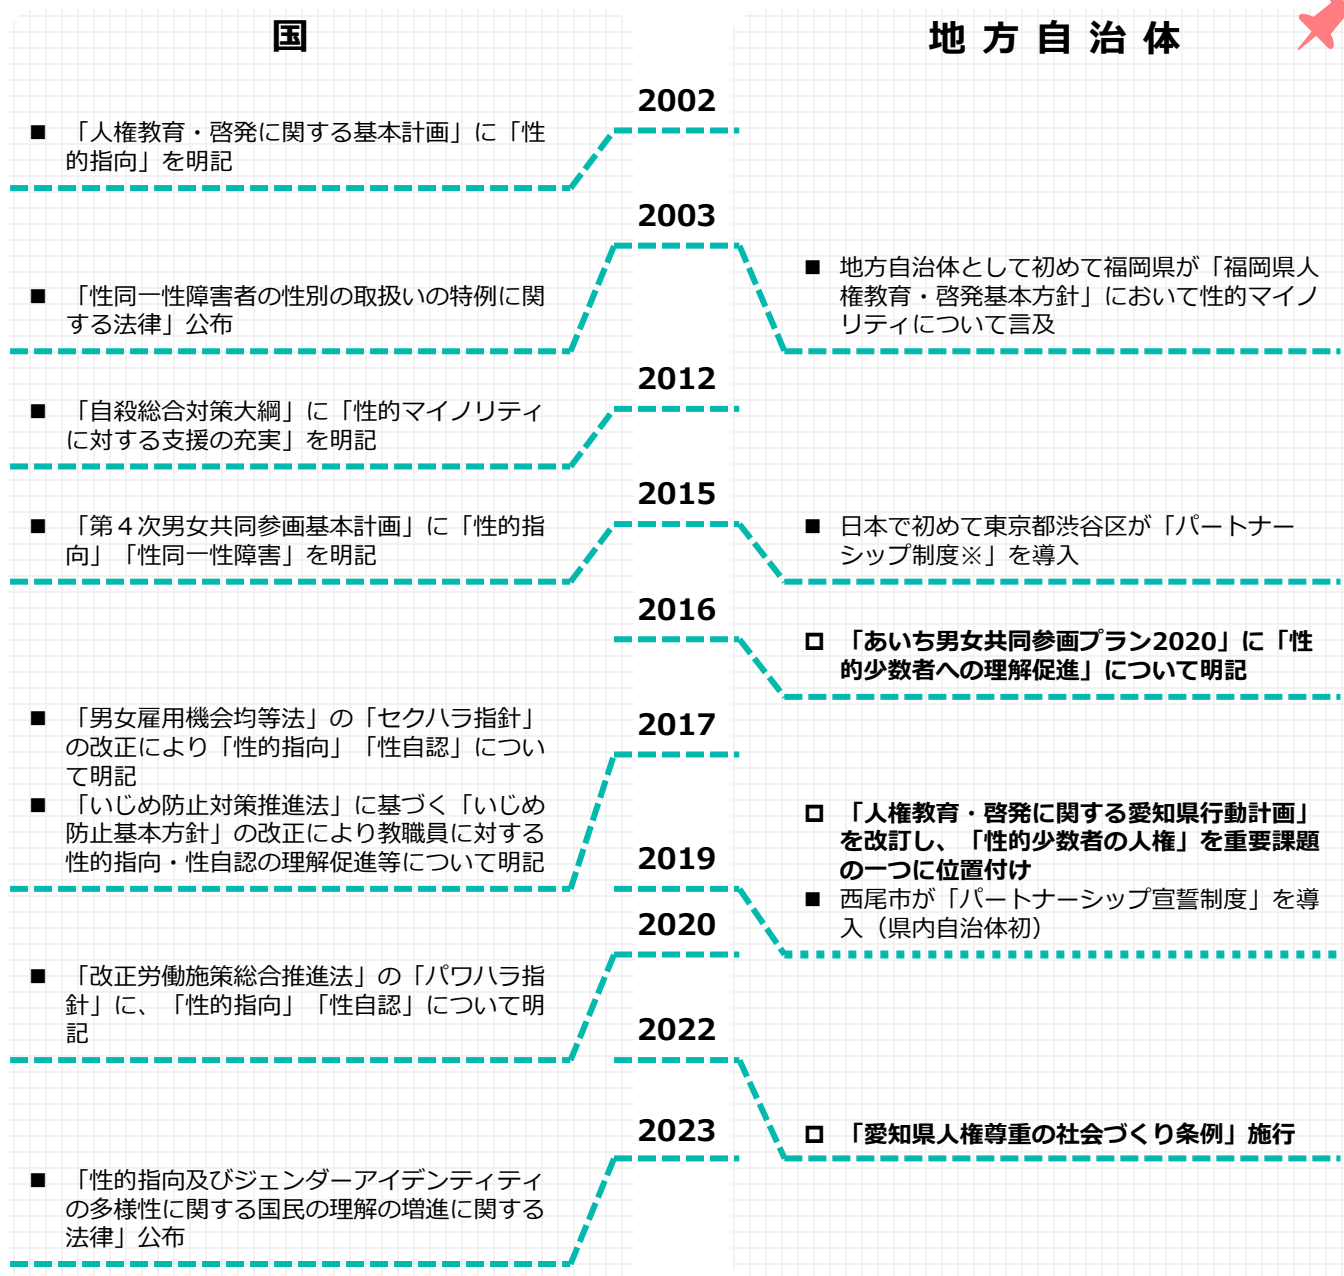 国
地方自治体
2002
■ 「人権教育・啓発に関する基本計画」に「性
的指向」を明記
2003
■ 「性同一性障害者の性別の取扱いの特例に関
する法律」公布
■ 地方自治体として初めて福岡県が「福岡県人
権教育・啓発基本方針」において性的マイノ
リティについて言及
2012
■ 「自殺総合対策大綱」に「性的マイノリティ
に対する支援の充実」を明記
2015
■ 「第４次男女共同参画基本計画」に「性的指
向」「性同一性障害」を明記
■ 日本で初めて東京都渋谷区が「パートナー
シップ制度※」を導入
2016
□ 「あいち男女共同参画プラン2020」に「性
的少数者への理解促進」について明記
2017
■ 「男女雇用機会均等法」の「セクハラ指針」
の改正により「性的指向」「性自認」につい
て明記
■ 「いじめ防止対策推進法」に基づく「いじめ
防止基本方針」の改正により教職員に対する
性的指向・性自認の理解促進等について明記
2019
□ 「人権教育・啓発に関する愛知県行動計画」
を改訂し、「性的少数者の人権」を重要課題
の一つに位置付け
■ 西尾市が「パートナーシップ宣誓制度」を導
入（県内自治体初）
2020
■ 「改正労働施策総合推進法」の「パワハラ指
針」に、「性的指向」「性自認」について明
記
2022
□ 「愛知県人権尊重の社会づくり条例」施行
2023
■ 「性的指向及びジェンダーアイデンティティ
の多様性に関する国民の理解の増進に関する
法律」公布